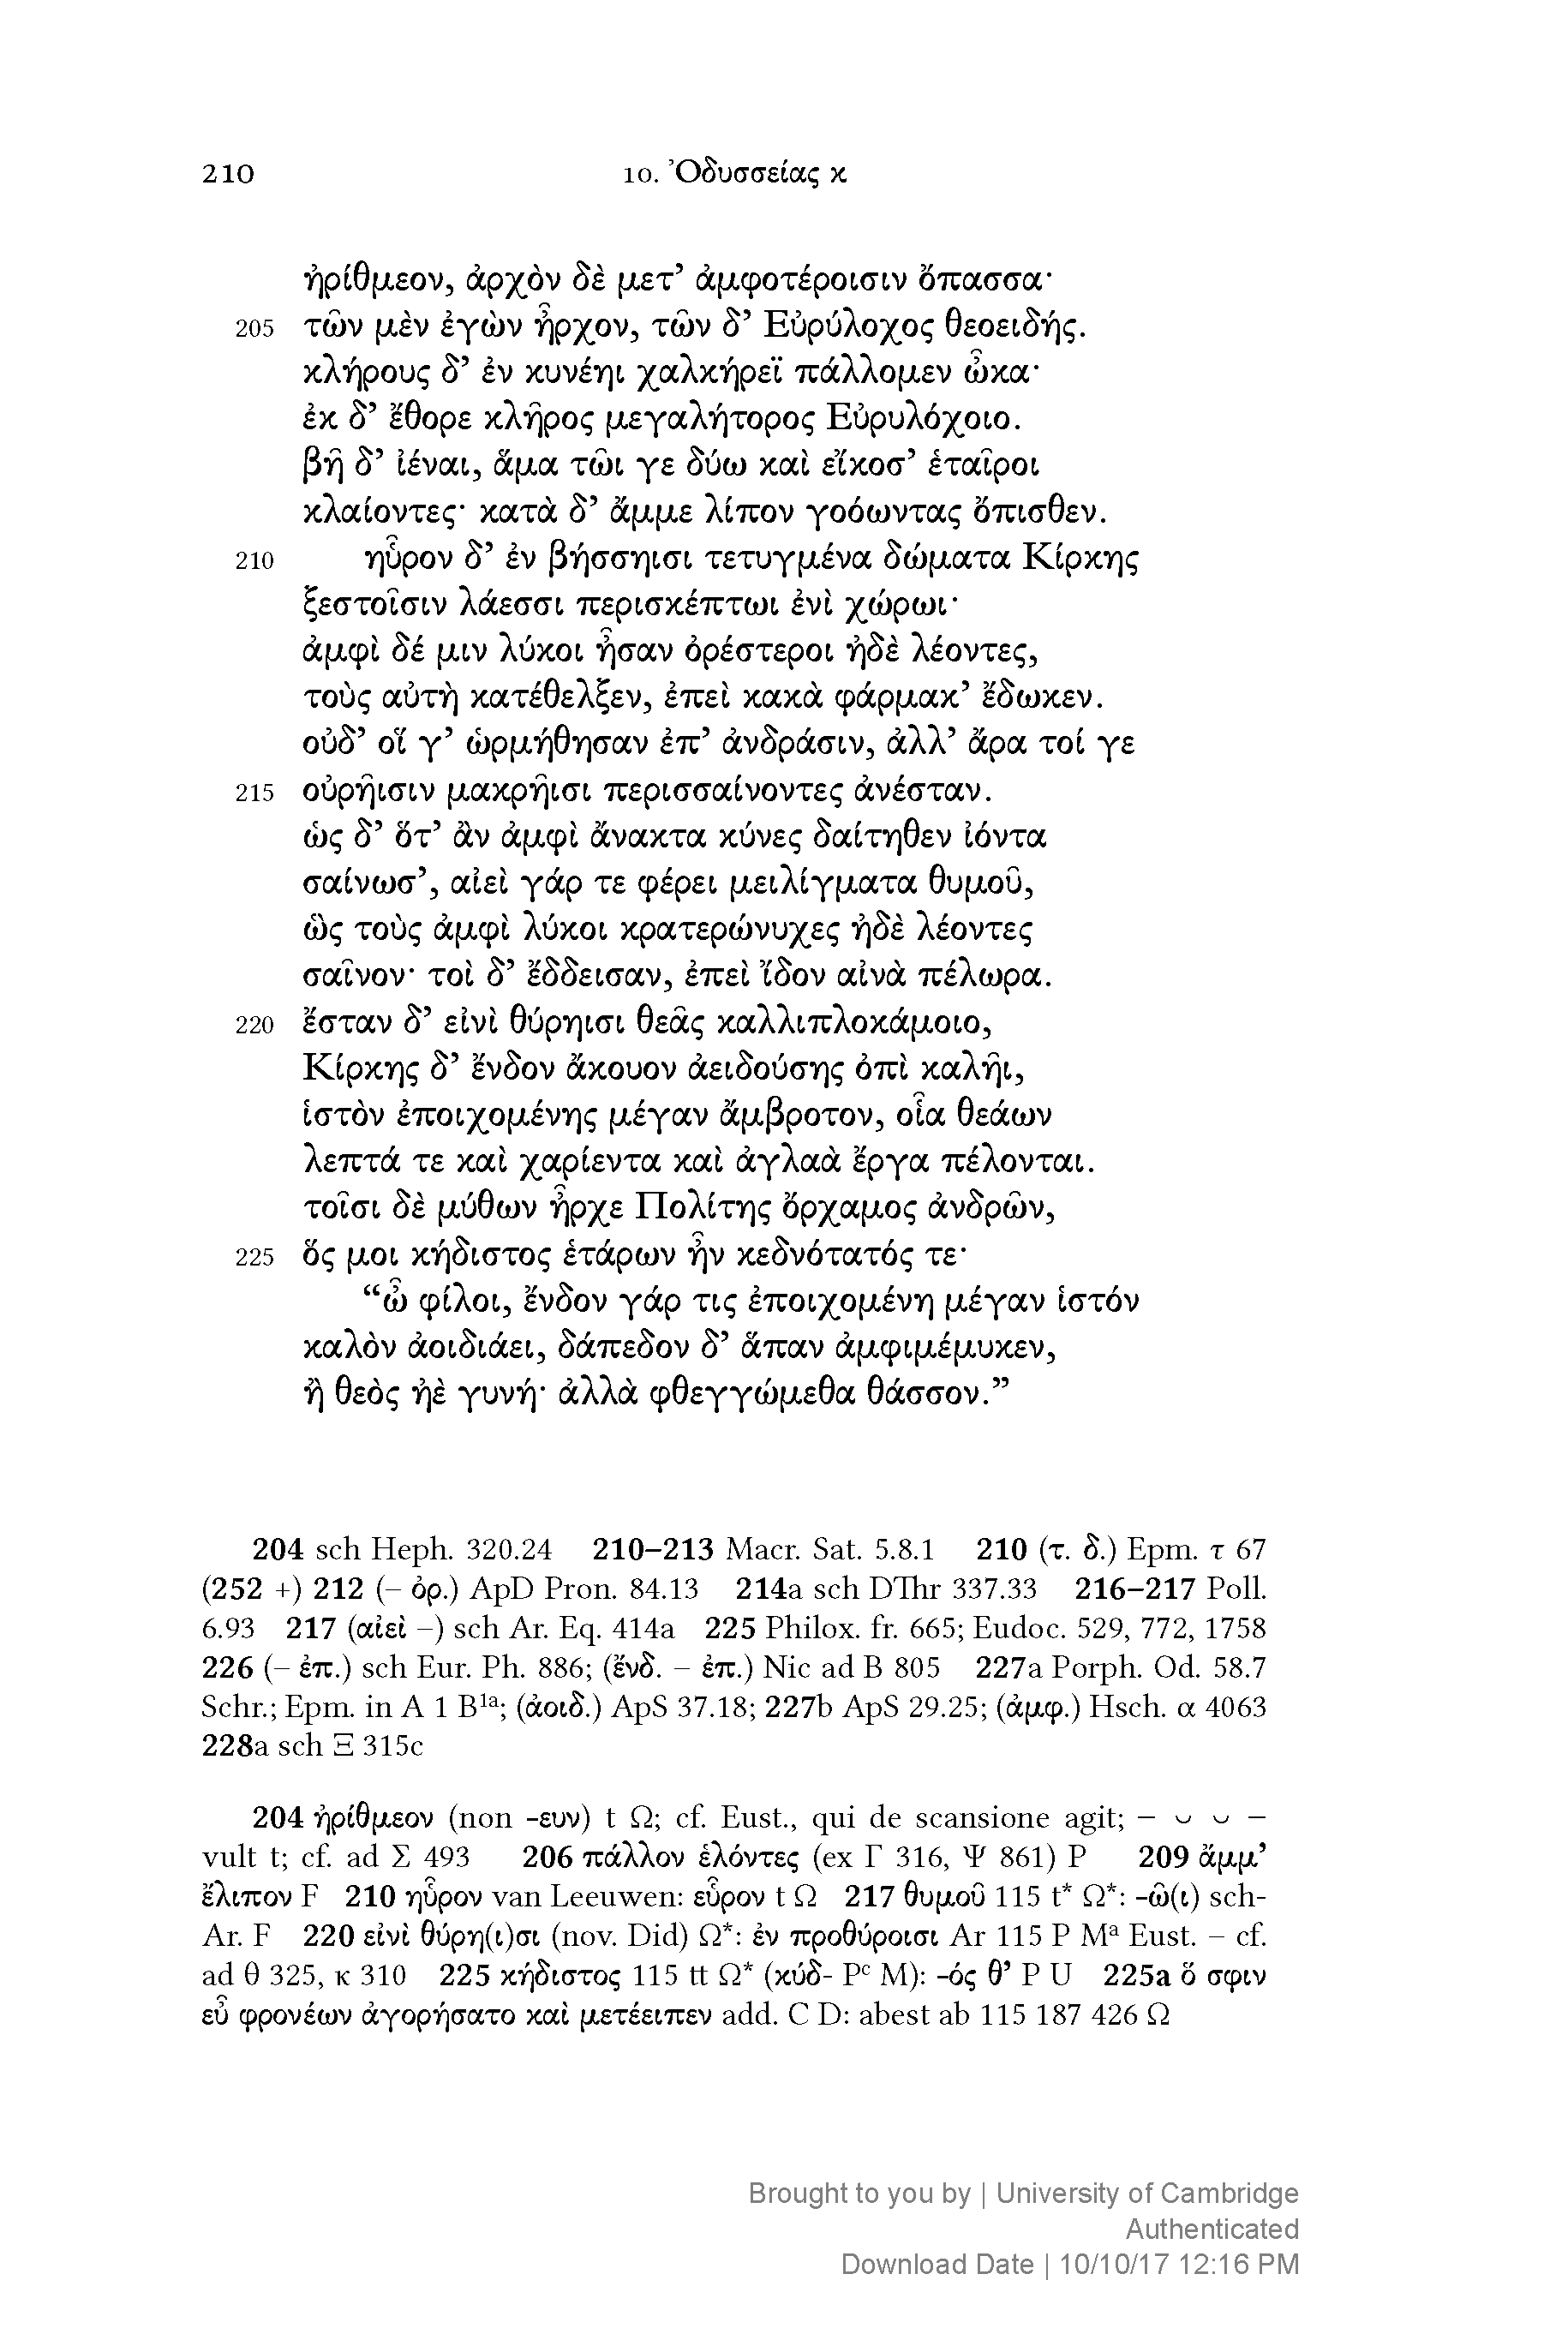 210 10. Ὀδυσσείας κ
ἠρίθμεον, ἀρχὸν δὲ μετ’ ἀμφοτέροισιν ὄπασσα·
205 τῶν μὲν ἐγὼν ἦρχον, τῶν δ’ Εὐρύλοχος θεοειδής.
κλήρους δ’ ἐν κυνέηι χαλκήρεϊ πάλλομεν ὦκα·
ἐκ δ’ ἔθορε κλῆρος μεγαλήτορος Εὐρυλόχοιο.
βῆ δ’ ἰέναι, ἅμα τῶι γε δύω καὶ εἴκοσ’ ἑταῖροι
κλαίοντες· κατὰ δ’ ἄμμε λίπον γοόωντας ὄπισθεν.
210 ηὗρον δ’ ἐν βήσσηισι τετυγμένα δώματα Κίρκης
ξεστοῖσιν λάεσσι περισκέπτωι ἐνὶ χώρωι·
ἀμφὶ δέ μιν λύκοι ἦσαν ὀρέστεροι ἠδὲ λέοντες,
τοὺς αὐτὴ κατέθελξεν, ἐπεὶ κακὰ φάρμακ’ ἔδωκεν.
οὐδ’ οἵ γ’ ὡρμήθησαν ἐπ’ ἀνδράσιν, ἀλλ’ ἄρα τοί γε
215 οὐρῆισιν μακρῆισι περισσαίνοντες ἀνέσταν.
ὡς δ’ ὅτ’ ἂν ἀμφὶ ἄνακτα κύνες δαίτηθεν ἰόντα
σαίνωσ’, αἰεὶ γάρ τε φέρει μειλίγματα θυμοῦ,
ὣς τοὺς ἀμφὶ λύκοι κρατερώνυχες ἠδὲ λέοντες
σαῖνον· τοὶ δ’ ἔδδεισαν, ἐπεὶ ἴδον αἰνὰ πέλωρα.
220 ἔσταν δ’ εἰνὶ θύρηισι θεᾶς καλλιπλοκάμοιο,
Κίρκης δ’ ἔνδον ἄκουον ἀειδούσης ὀπὶ καλῆι,
ἱστὸν ἐποιχομένης μέγαν ἄμβροτον, οἷα θεάων
λεπτά τε καὶ χαρίεντα καὶ ἀγλαὰ ἔργα πέλονται.
τοῖσι δὲ μύθων ἦρχε Πολίτης ὄρχαμος ἀνδρῶν,
225 ὅς μοι κήδιστος ἑτάρων ἦν κεδνότατός τε·
“ὦ φίλοι, ἔνδον γάρ τις ἐποιχομένη μέγαν ἱστόν
καλὸν ἀοιδιάει, δάπεδον δ’ ἅπαν ἀμφιμέμυκεν,
ἢ θεὸς ἠὲ γυνή· ἀλλὰ φθεγγώμεθα θάσσον.”
204 sch Heph. 320.24 210–213 Macr. Sat. 5.8.1 210 (τ. δ.) Epm. τ 67
(252 +) 212 (– ὀρ.) ApD Pron. 84.13 214a sch DThr 337.33 216–217 Poll.
6.93 217 (αἰεὶ –) sch Ar. Eq. 414a 225 Philox. fr. 665; Eudoc. 529, 772, 1758
226 (– ἐπ.) sch Eur. Ph. 886; (ἔνδ. – ἐπ.) Nic ad B 805 227a Porph. Od. 58.7
Schr.; Epm. in A 1 B¹ᵃ; (ἀοιδ.) ApS 37.18; 227b ApS 29.25; (ἀμφ.) Hsch. α 4063
228a sch Ξ 315c
204 ἠρίθμεον (non -ευν) t Ω; cf. Eust., qui de scansione agit; – ⏑ ⏑ –
vult t; cf. ad Σ 493 206 πάλλον ἑλόντες (ex Γ 316, Ψ 861) P 209 ἄμμ’
ἔλιπον F 210 ηὗρον van Leeuwen: εὗρον t Ω 217 θυμοῦ 115 t* Ω*: -ῶ(ι) sch-
Ar. F 220 εἰνὶ θύρη(ι)σι (nov. Did) Ω*: ἐν προθύροισι Ar 115 P Mᵃ Eust. – cf.
ad θ 325, κ 310 225 κήδιστος 115 tt Ω* (κύδ- Pᶜ M): -ός θ’ P U 225a ὅ σφιν
εὖ φρονέων ἀγορήσατο καὶ μετέειπεν add. C D: abest ab 115 187 426 Ω
Brought to you by | University of Cambridge
Authenticated
Download Date | 10/10/17 12:16 PM